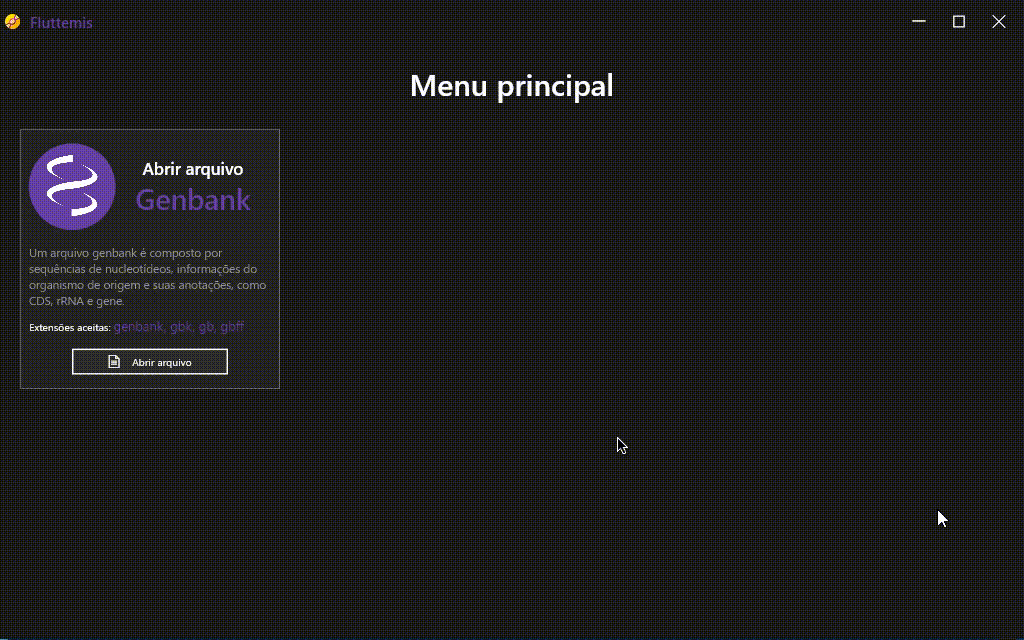 Fluttemis
Menu principal
Abrir arquivo
Genbank
Um arquivo genbank é composto por
sequências de nucleotídeos, informações do
organismo de origem e suas anotações, como
CDS, rRNA e gene.
Extensões aceitas: genbank, gbk, gb, gbff
Abrir arquivo